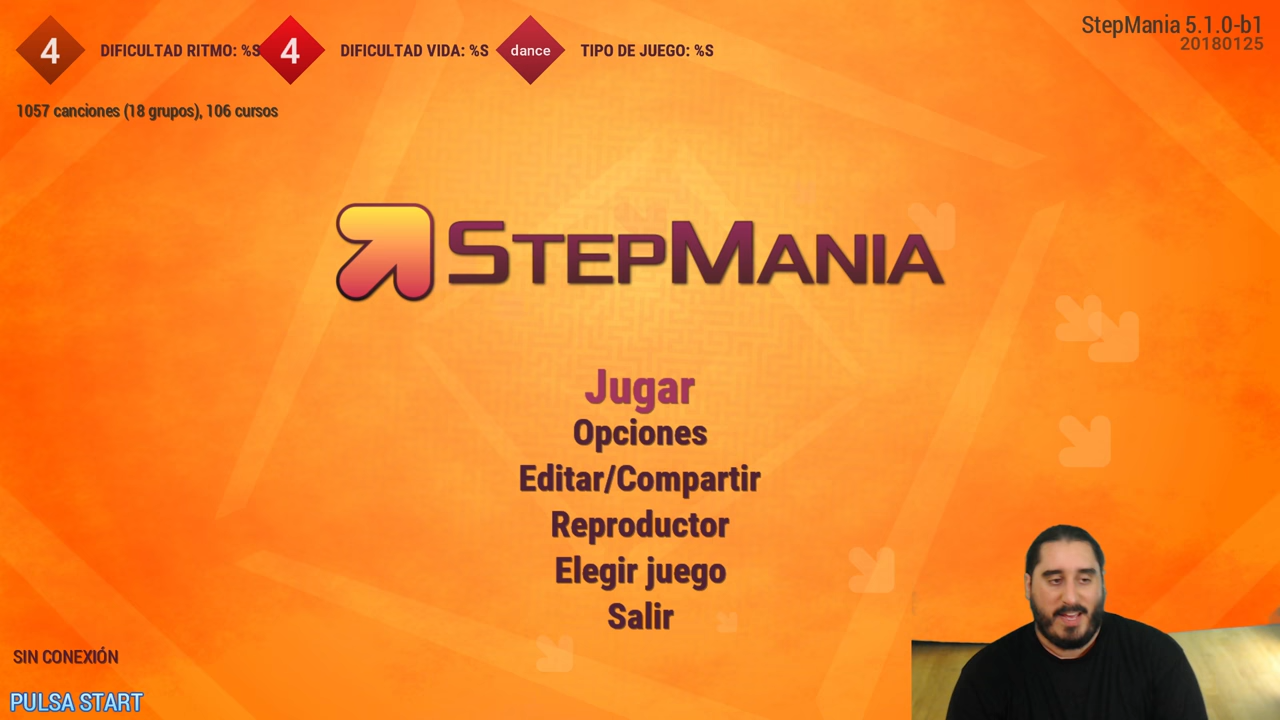 4 DIFICULTAD RITMO: %S 4 DIFICULTAD VIDA: %S dance TIPO DE JUEGO: %S
StepMania 5.1.0-b1
20180125
1057 canciones (18 grupos), 106 cursos
STEPMANIA
Jugar
Opciones
Editar/Compartir
Reproductor
Elegir juego
Salir
SIN CONEXIÓN
PULSA START